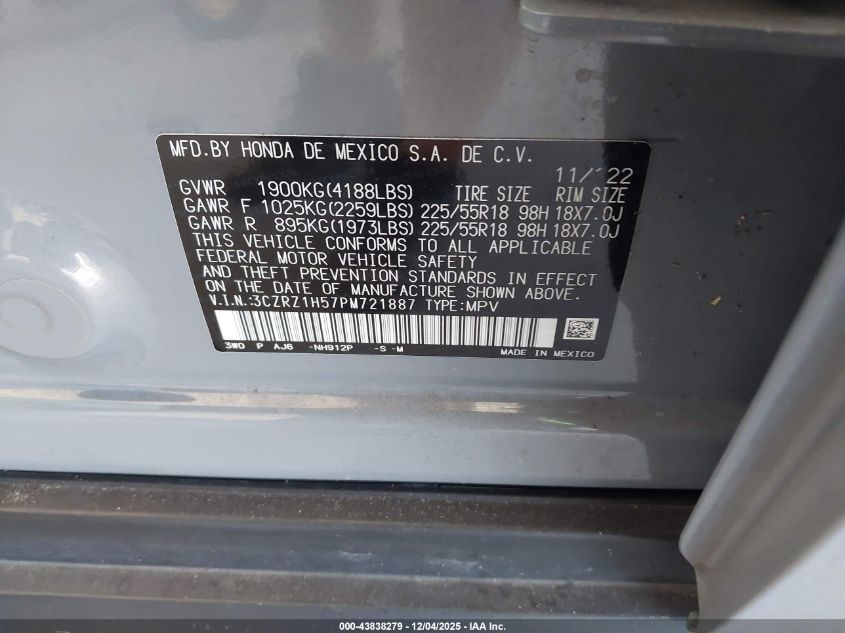 MFD.BY HONDA DE MEXICO S.A. DE C.V.
11/22
GVWR 1900KG(4188LBS) TIRE SIZE RIM SIZE
GAWR F 1025KG(2259LBS) 225/55R18 98H 18X7.0J
GAWR R 895KG(1973LBS) 225/55R18 98H 18X7.0J
THIS VEHICLE CONFORMS TO ALL APPLICABLE
FEDERAL MOTOR VEHICLE SAFETY
AND THEFT PREVENTION STANDARDS IN EFFECT
ON THE DATE OF MANUFACTURE SHOWN ABOVE.
V.I.N.:3CZRZ1H57PM721887 TYPE:MPV
3W0 P AJ6 -NH912P -S -M
MADE IN MEXICO
000-43838279 - 12/04/2025 - IAA Inc.